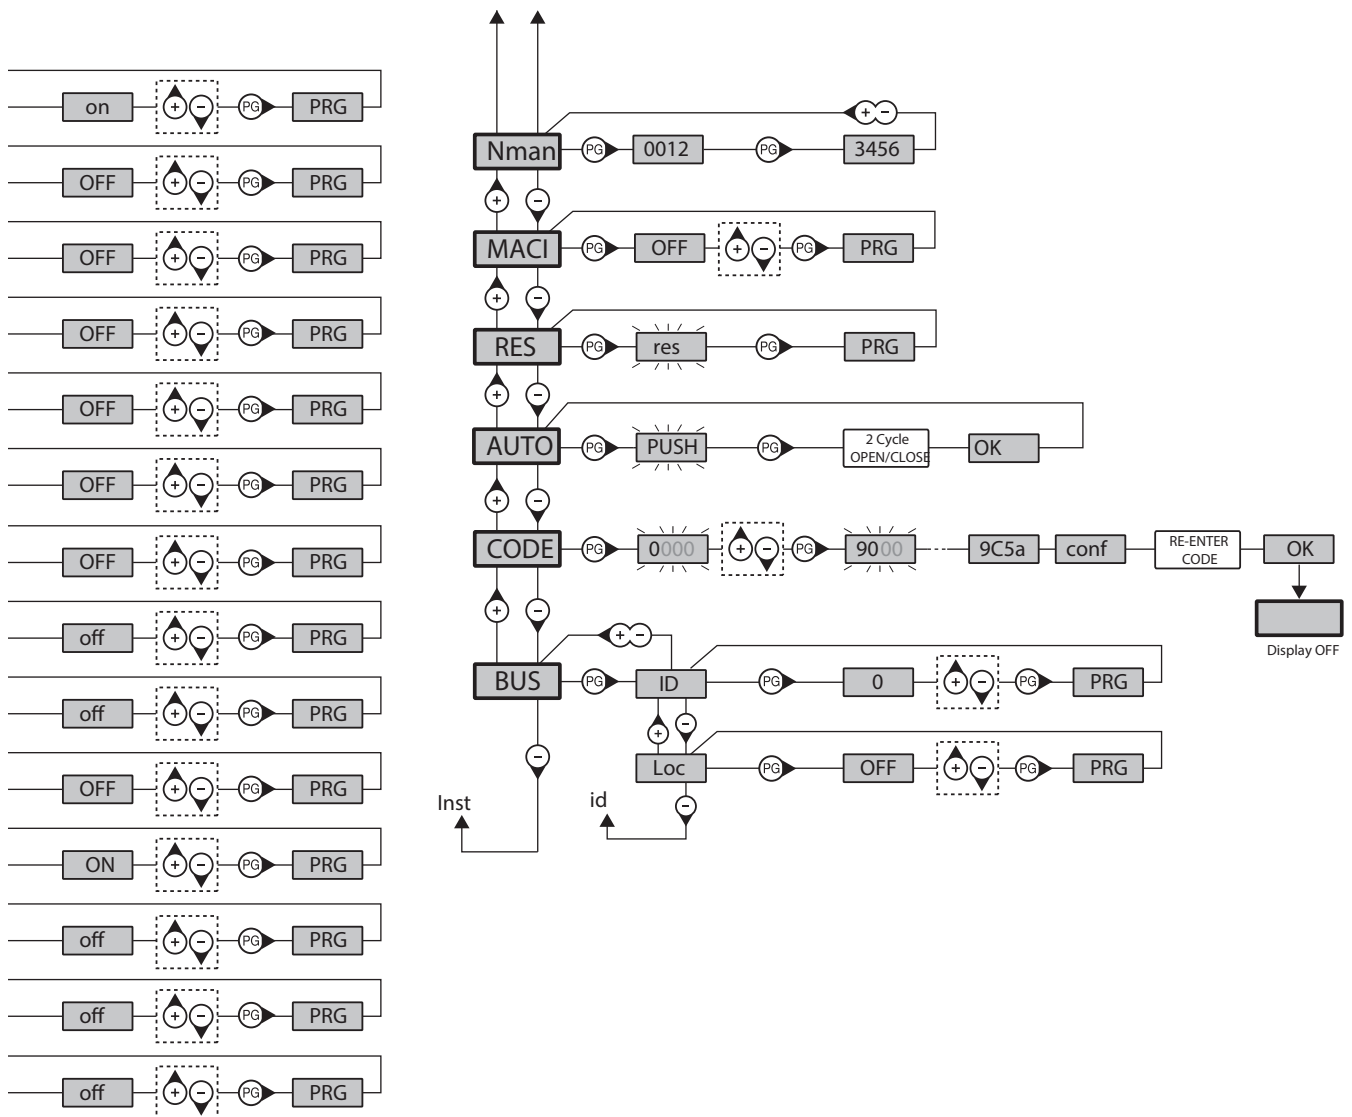 on + - PG PRG
OFF + - PG PRG
OFF + - PG PRG
OFF + - PG PRG
OFF + - PG PRG
OFF + - PG PRG
OFF + - PG PRG
off + - PG PRG
off + - PG PRG
OFF + - PG PRG
ON + - PG PRG
off + - PG PRG
off + - PG PRG
off + - PG PRG
+ -
Nman PG 0012 PG 3456
+ -
MACI PG OFF + - PG PRG
+ -
RES PG res PG PRG
+ -
AUTO PG PUSH PG 2 Cycle OK
OPEN/CLOSE
+ -
CODE PG 0000 + - PG 9000 9C5a conf RE-ENTER OK
CODE
+ -
Display OFF
+ -
BUS PG ID PG 0 + - PG PRG
+ -
-
Loc PG OFF + - PG PRG
Inst id -